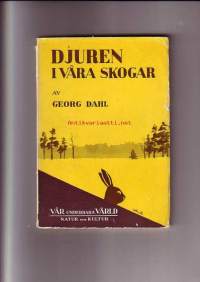 DJUREN
I VÅRA SKOGAR
AV
GEORG DAHL
Antikvariaatti.net
VÅR UNDERBARA VÄRLD
NATUR OCH KULTUR